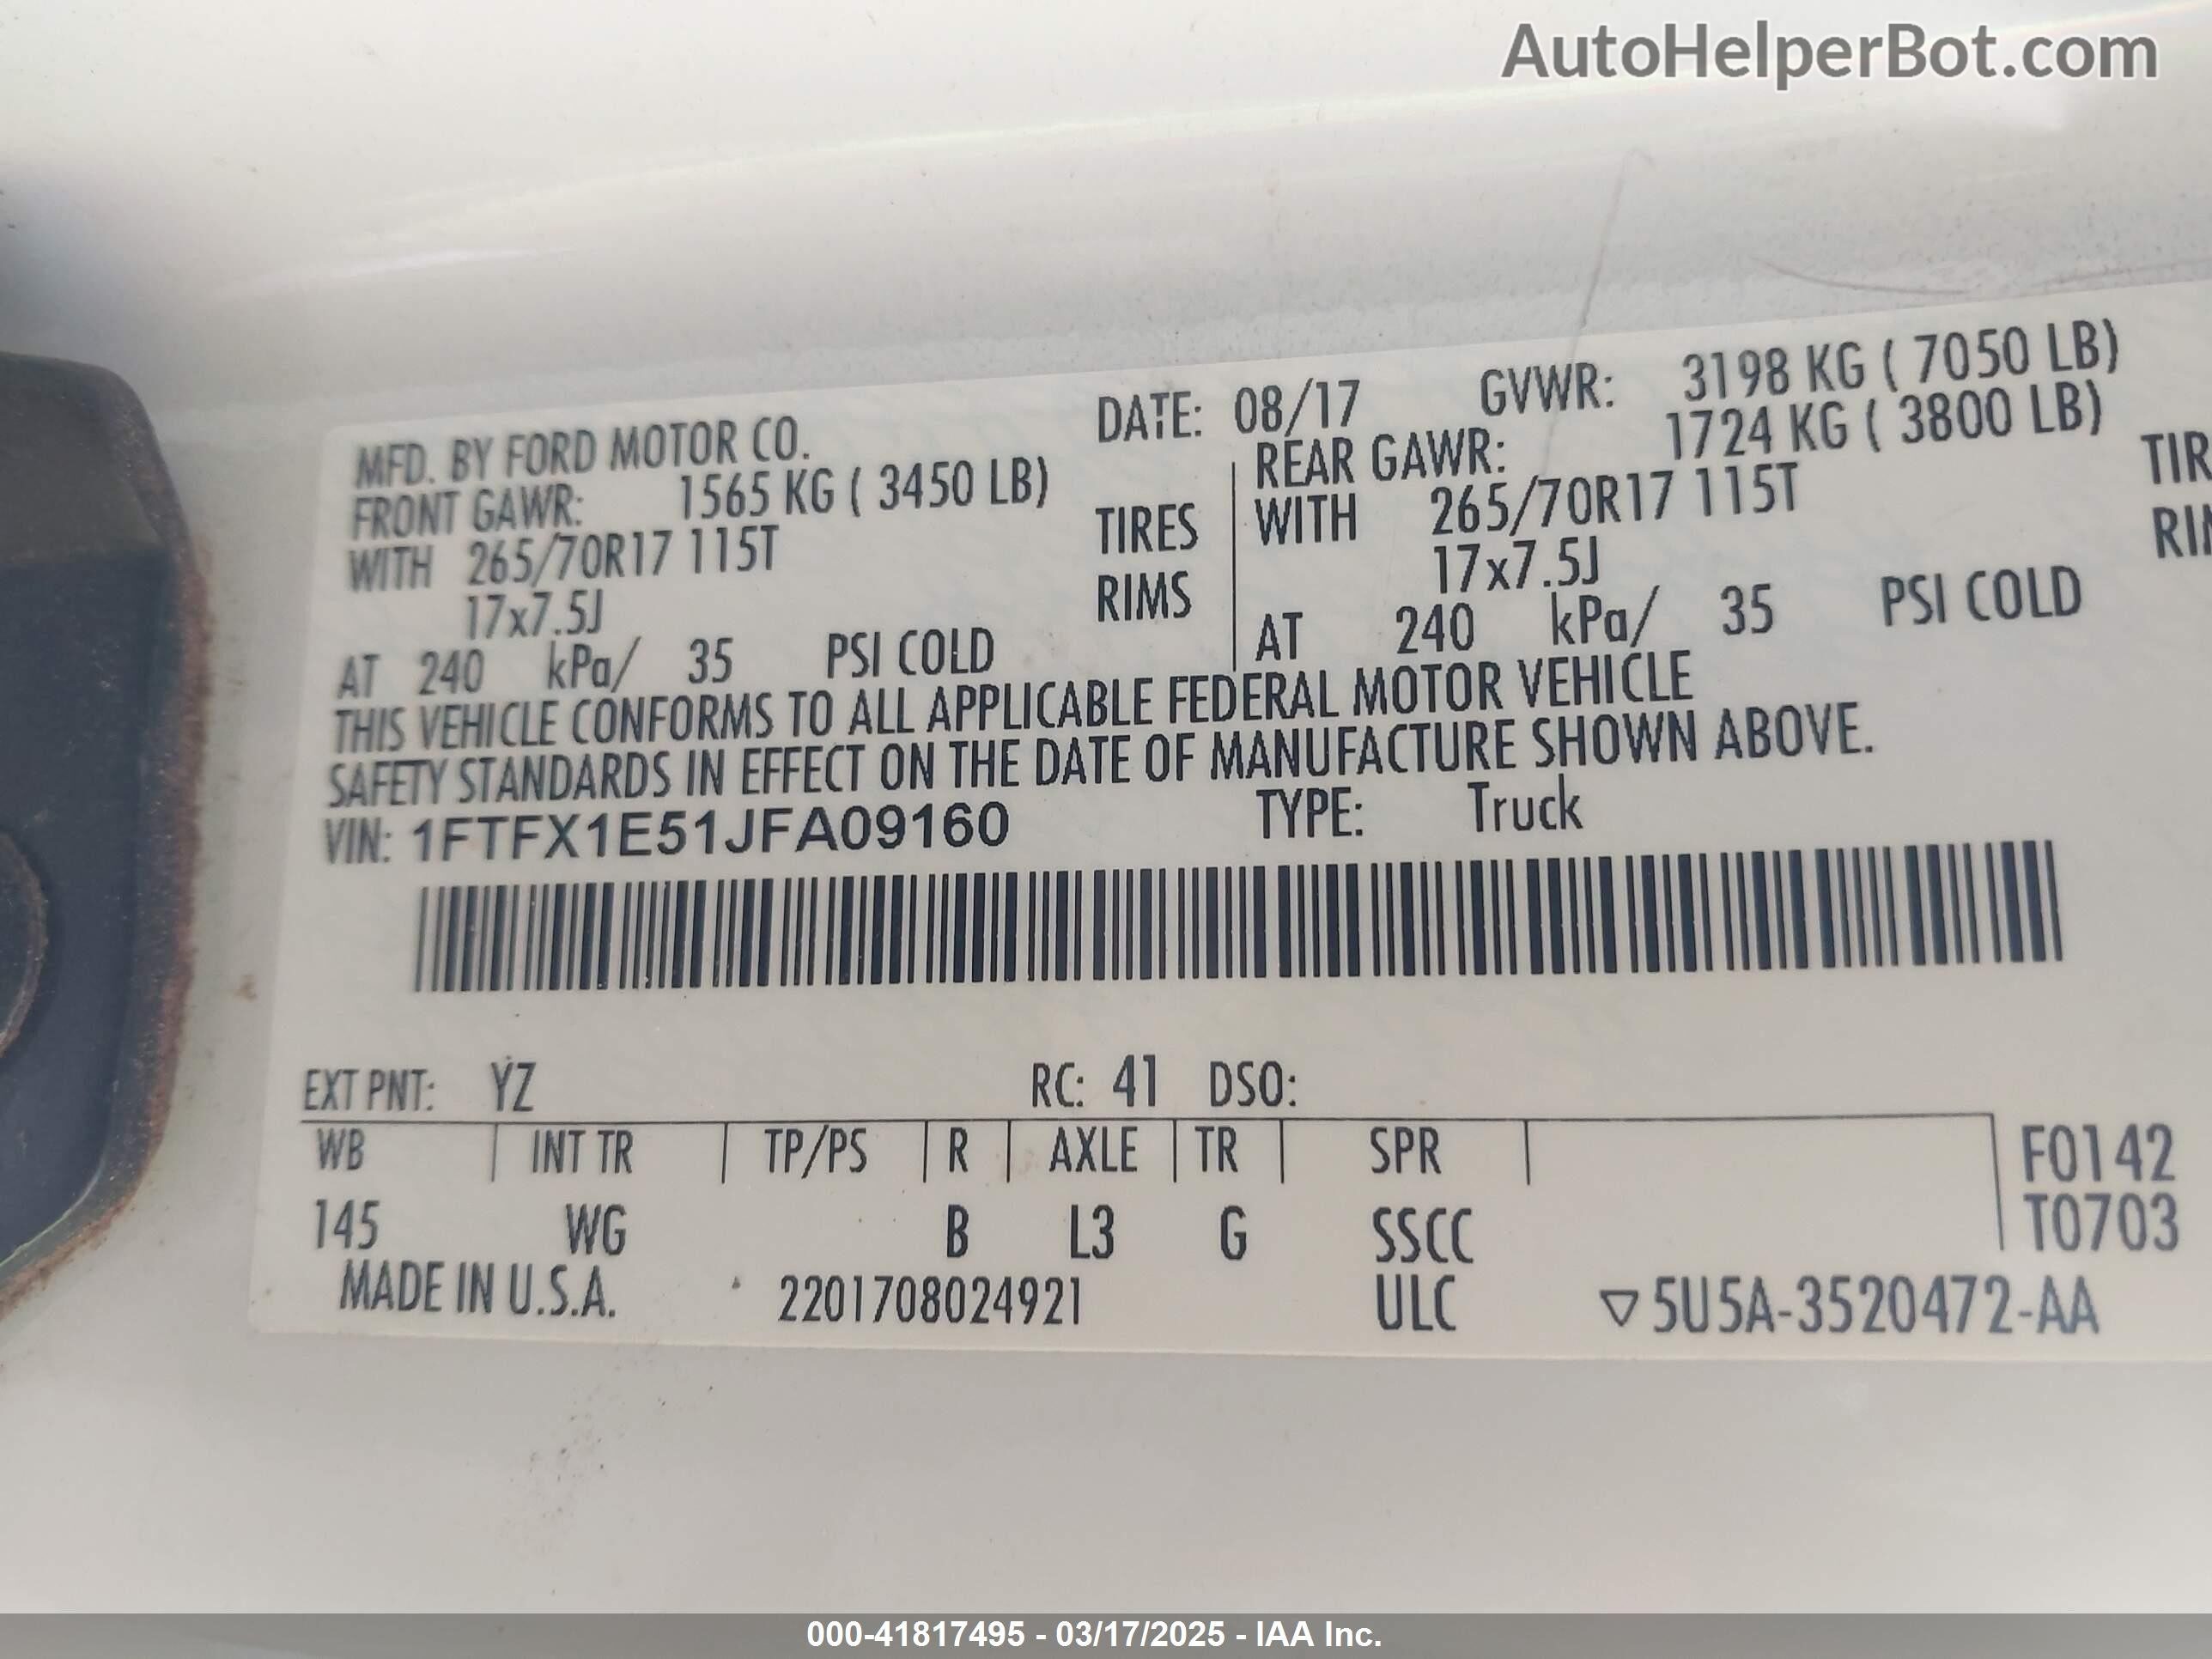 AutoHelperBot.com
MFD. BY FORD MOTOR CO. DATE: 08/17 GVWR: 3198 KG ( 7050 LB)
FRONT GAWR: 1565 KG ( 3450 LB) REAR GAWR: 1724 KG ( 3800 LB)
WITH 265/70R17 115T TIRES WITH 265/70R17 115T
17x7.5J RIMS 17x7.5J
AT 240 kPa/ 35 PSI COLD AT 240 kPa/ 35 PSI COLD
THIS VEHICLE CONFORMS TO ALL APPLICABLE FEDERAL MOTOR VEHICLE
SAFETY STANDARDS IN EFFECT ON THE DATE OF MANUFACTURE SHOWN ABOVE.
VIN: 1FTFX1E51JFA09160 TYPE: Truck
EXT PNT: YZ RC: 41 DSO:
WB INT TR TP/PS R AXLE TR SPR F0142
145 WG B L3 G SSCC T0703
MADE IN U.S.A. 2201708024921 ULC ▽5U5A-3520472-AA
000-41817495 - 03/17/2025 - IAA Inc.